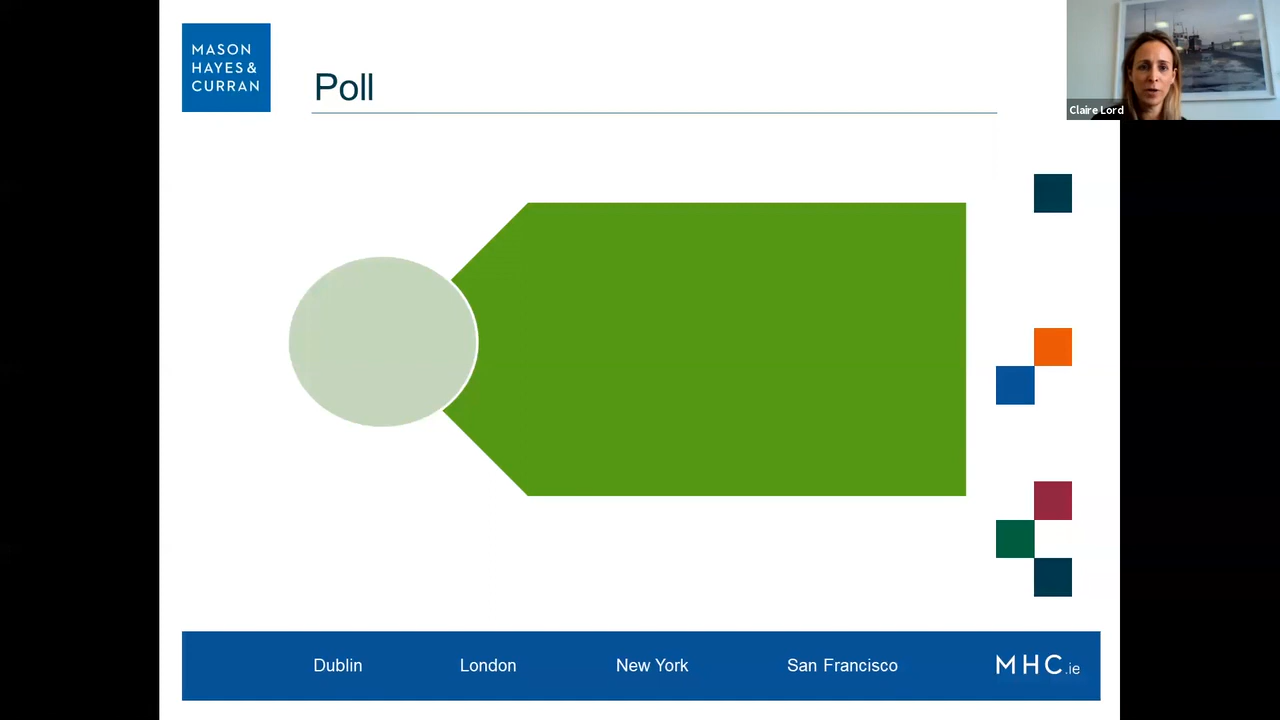 MASON
HAYES &
CURRAN
Poll
Claire Lord
Dublin
London
New York
San Francisco
MHC.ie